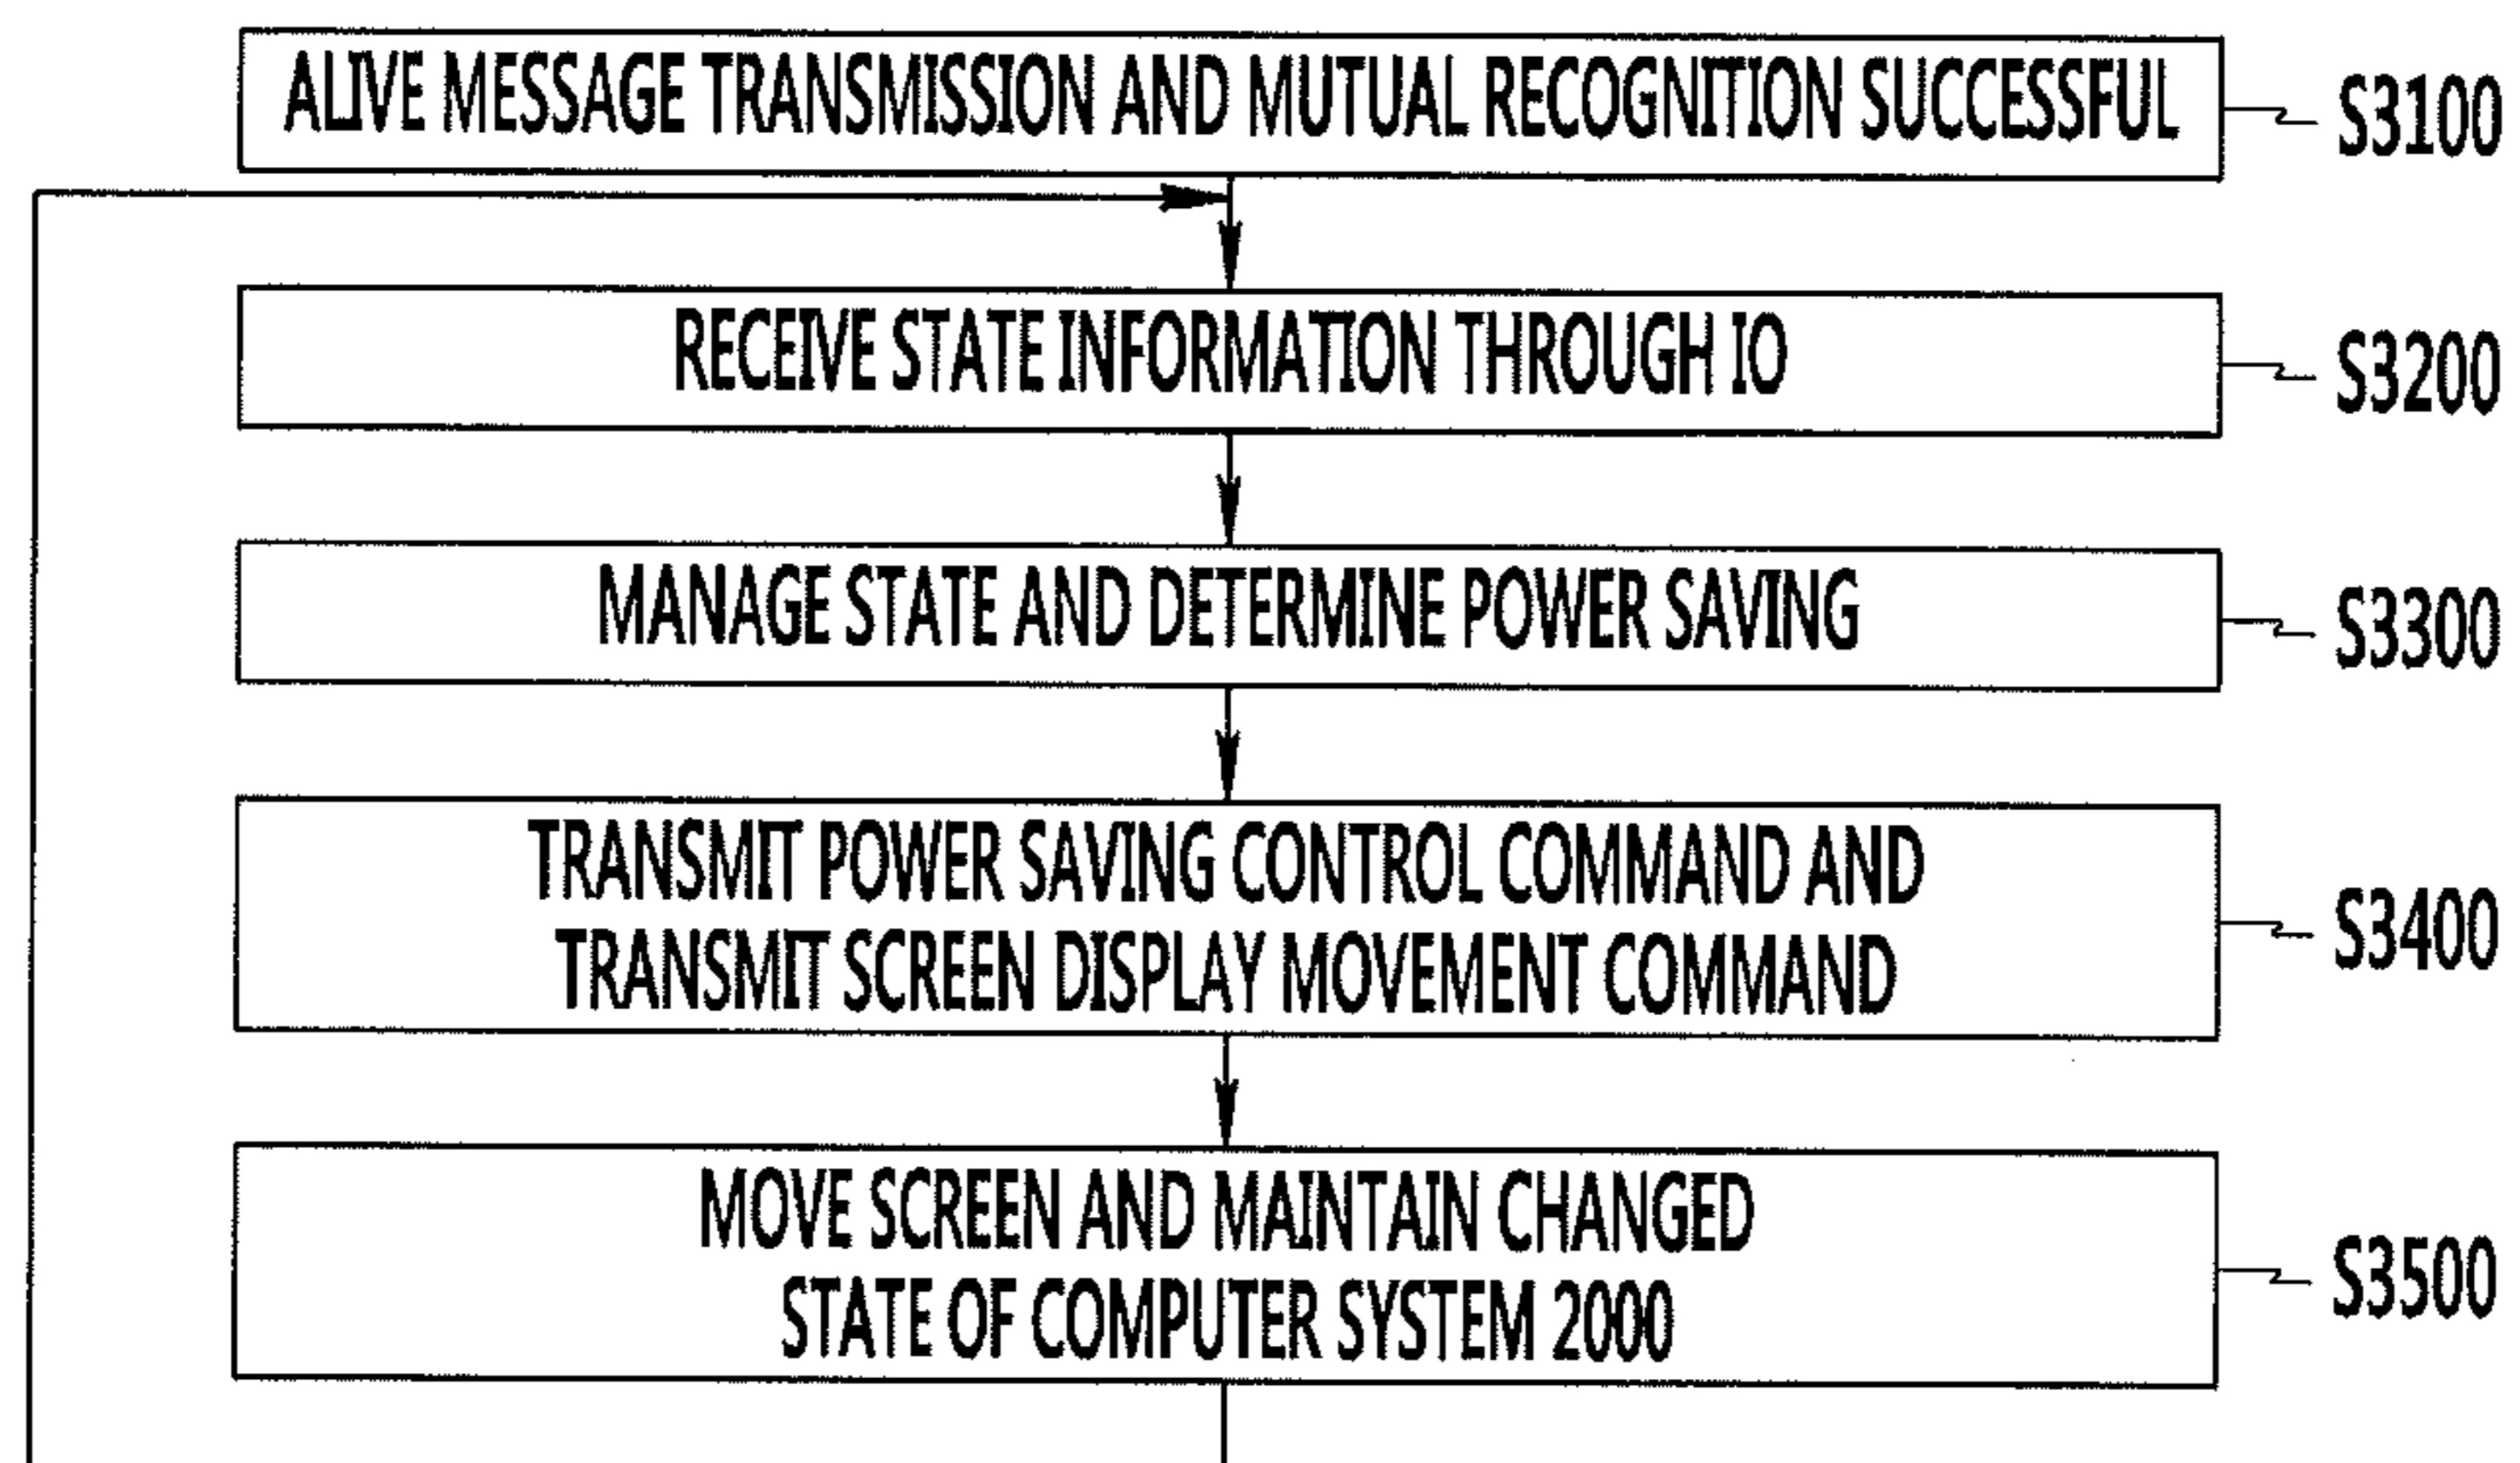 ALIVE MESSAGE TRANSMISSION AND MUTUAL RECOGNITION SUCCESSFUL
S3100
RECEIVE STATE INFORMATION THROUGH IO
S3200
MANAGE STATE AND DETERMINE POWER SAVING
S3300
TRANSMIT POWER SAVING CONTROL COMMAND AND
TRANSMIT SCREEN DISPLAY MOVEMENT COMMAND
S3400
MOVE SCREEN AND MAINTAIN CHANGED
STATE OF COMPUTER SYSTEM 2000
S3500